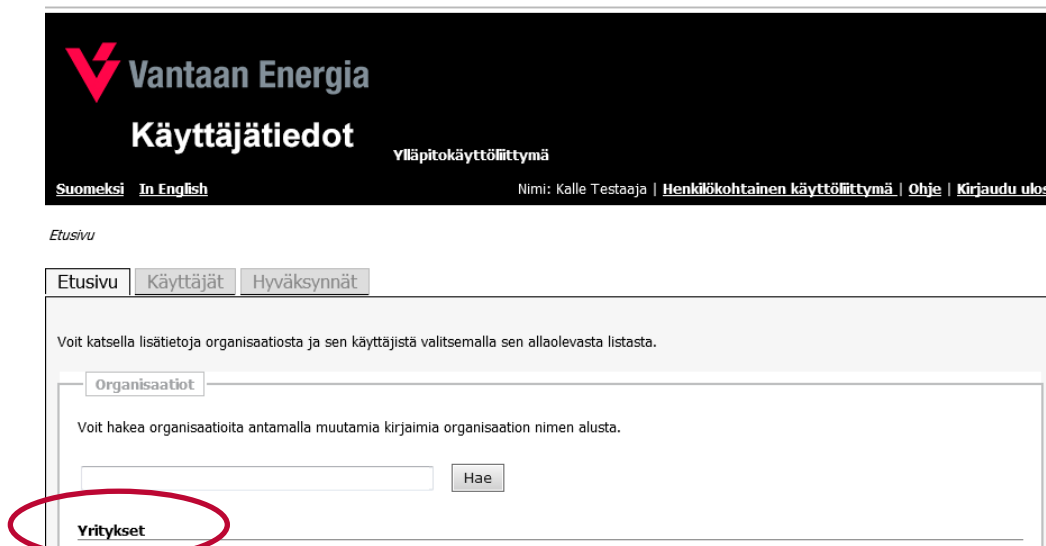 Vantaan Energia
Käyttäjätiedot Ylläpitokäyttöliittymä
Suomeksi In English Nimi: Kalle Testaaja | Henkilökohtainen käyttöliittymä | Ohje | Kirjaudu ulos
Etusivu
Etusivu Käyttäjät Hyväksynnät
Voit katsella lisätietoja organisaatiosta ja sen käyttäjistä valitsemalla sen allaolevasta listasta.
Organisaatiot
Voit hakea organisaatioita antamalla muutamia kirjaimia organisaation nimen alusta.
Hae
Yritykset